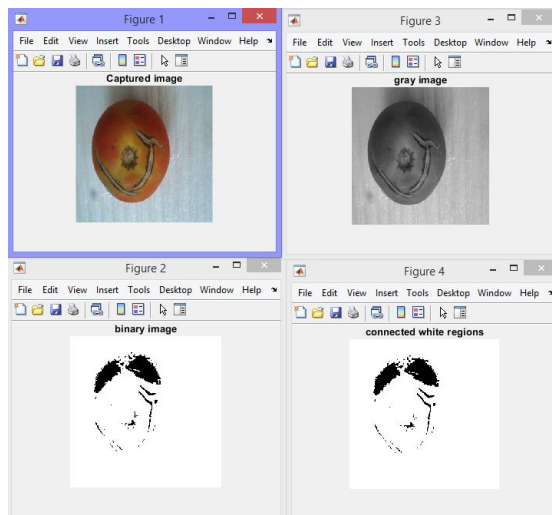 Figure 1
File Edit View Insert Tools Desktop Window Help
Captured image
Figure 3
File Edit View Insert Tools Desktop Window Help
gray image
Figure 2
File Edit View Insert Tools Desktop Window Help
binary image
Figure 4
File Edit View Insert Tools Desktop Window Help
connected white regions